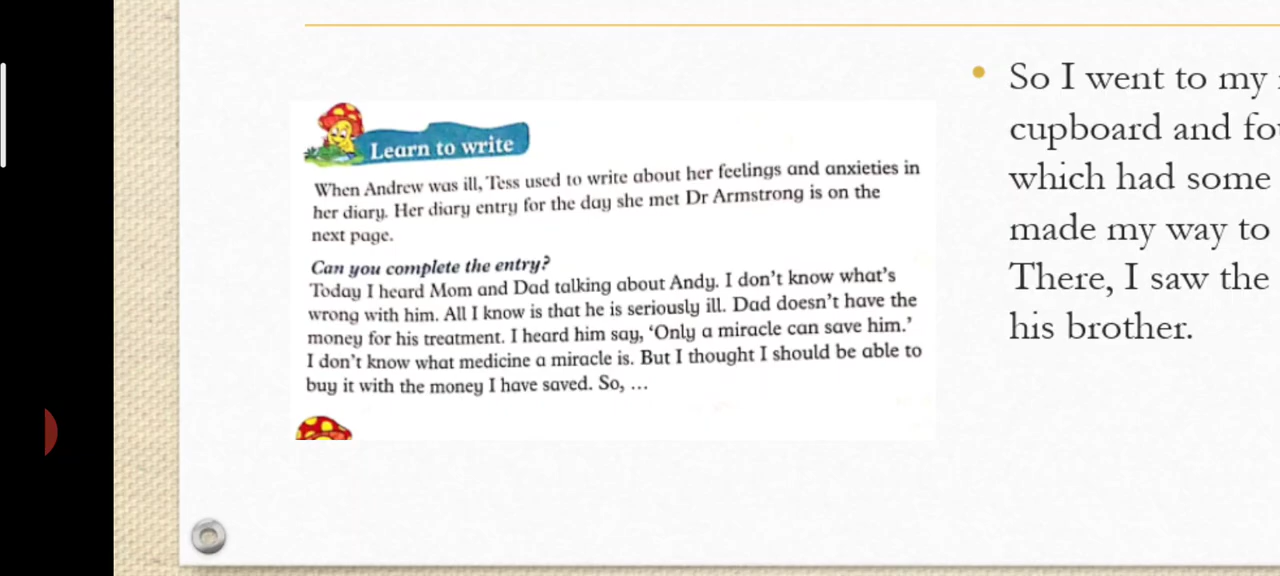 Learn to write
When Andrew was ill, Tess used to write about her feelings and anxieties in
her diary. Her diary entry for the day she met Dr Armstrong is on the
next page.
Can you complete the entry?
Today I heard Mom and Dad talking about Andy. I don't know what's
wrong with him. All I know is that he is seriously ill. Dad doesn't have the
money for his treatment. I heard him say, 'Only a miracle can save him.'
I don't know what medicine a miracle is. But I thought I should be able to
buy it with the money I have saved. So, ...
• So I went to my
cupboard and
which had some
made my way to
There, I saw the
his brother.